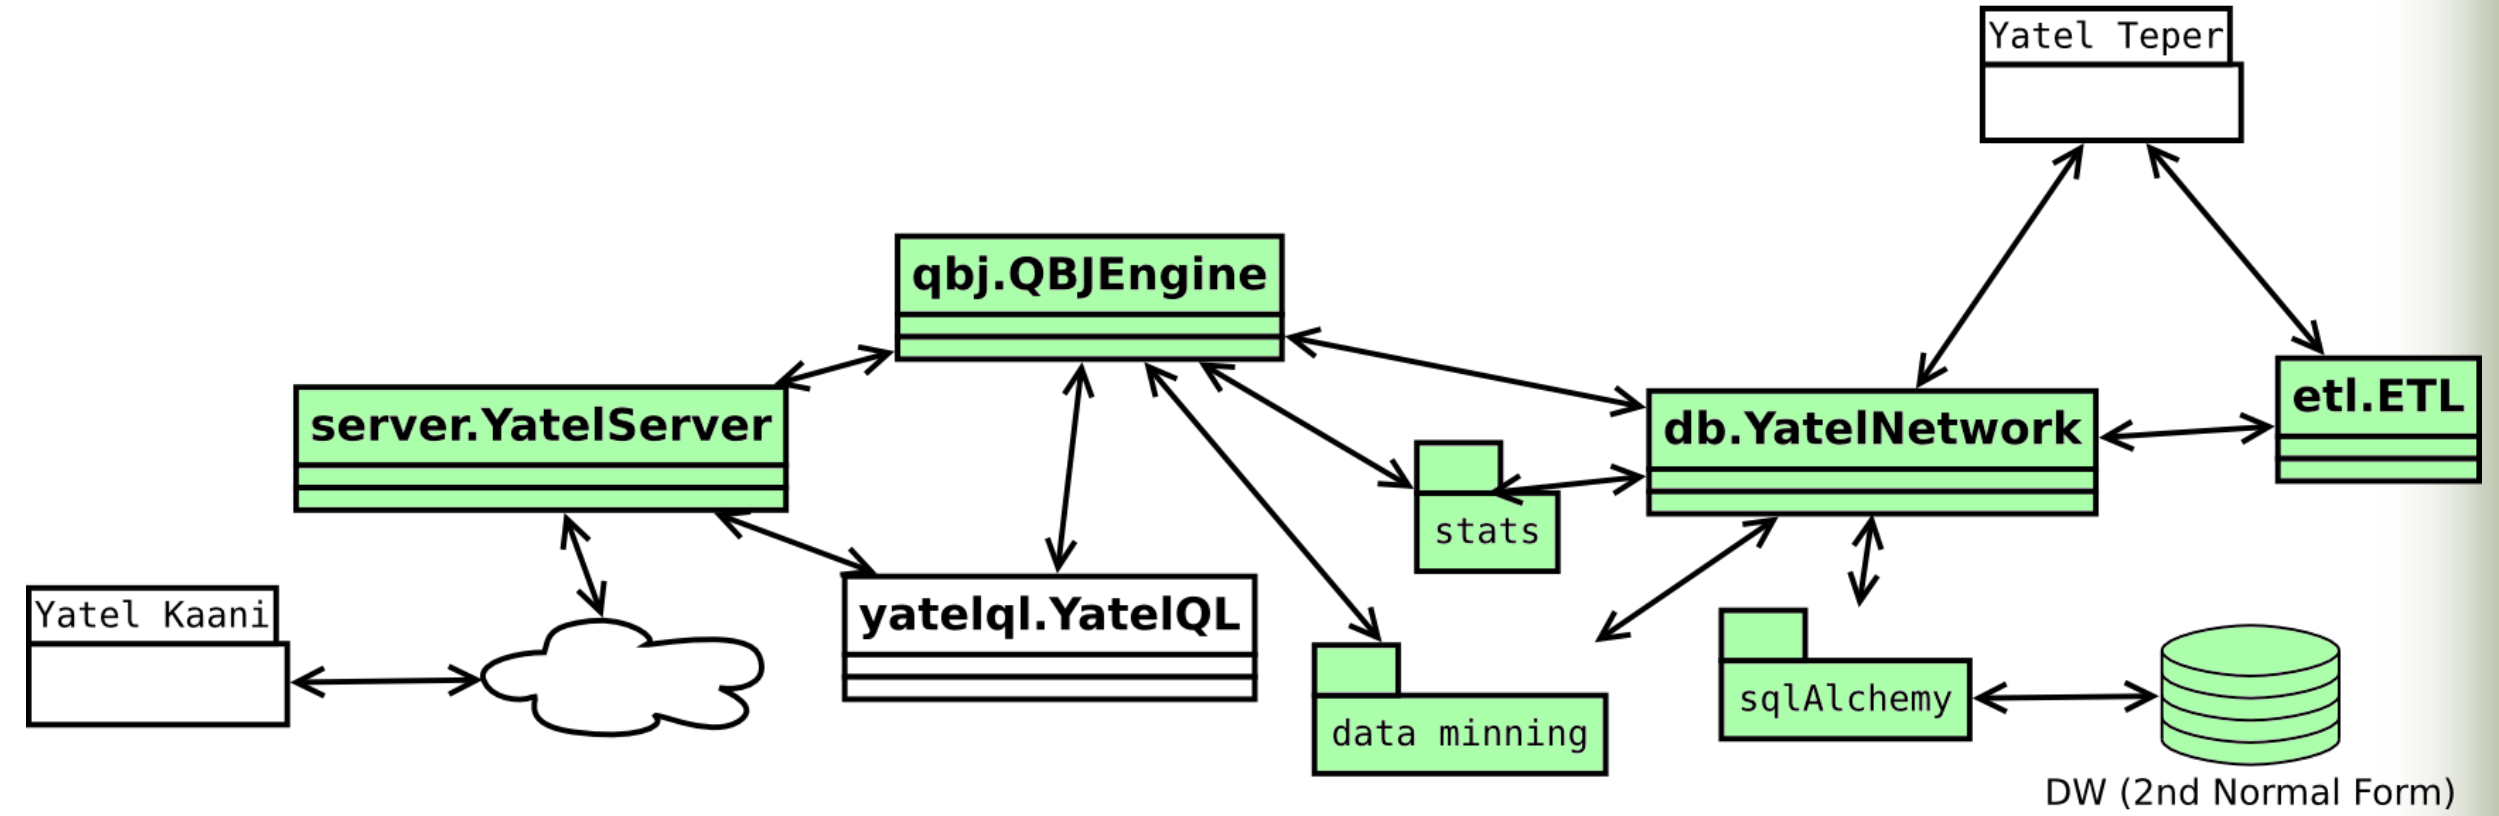 Yatel Teper
qbj.QBJEngine
etl.ETL
server.YatelServer
db.YatelNetwork
stats
Yatel Kaani
yatelql.YatelQL
sqlAlchemy
data minning
DW (2nd Normal Form)